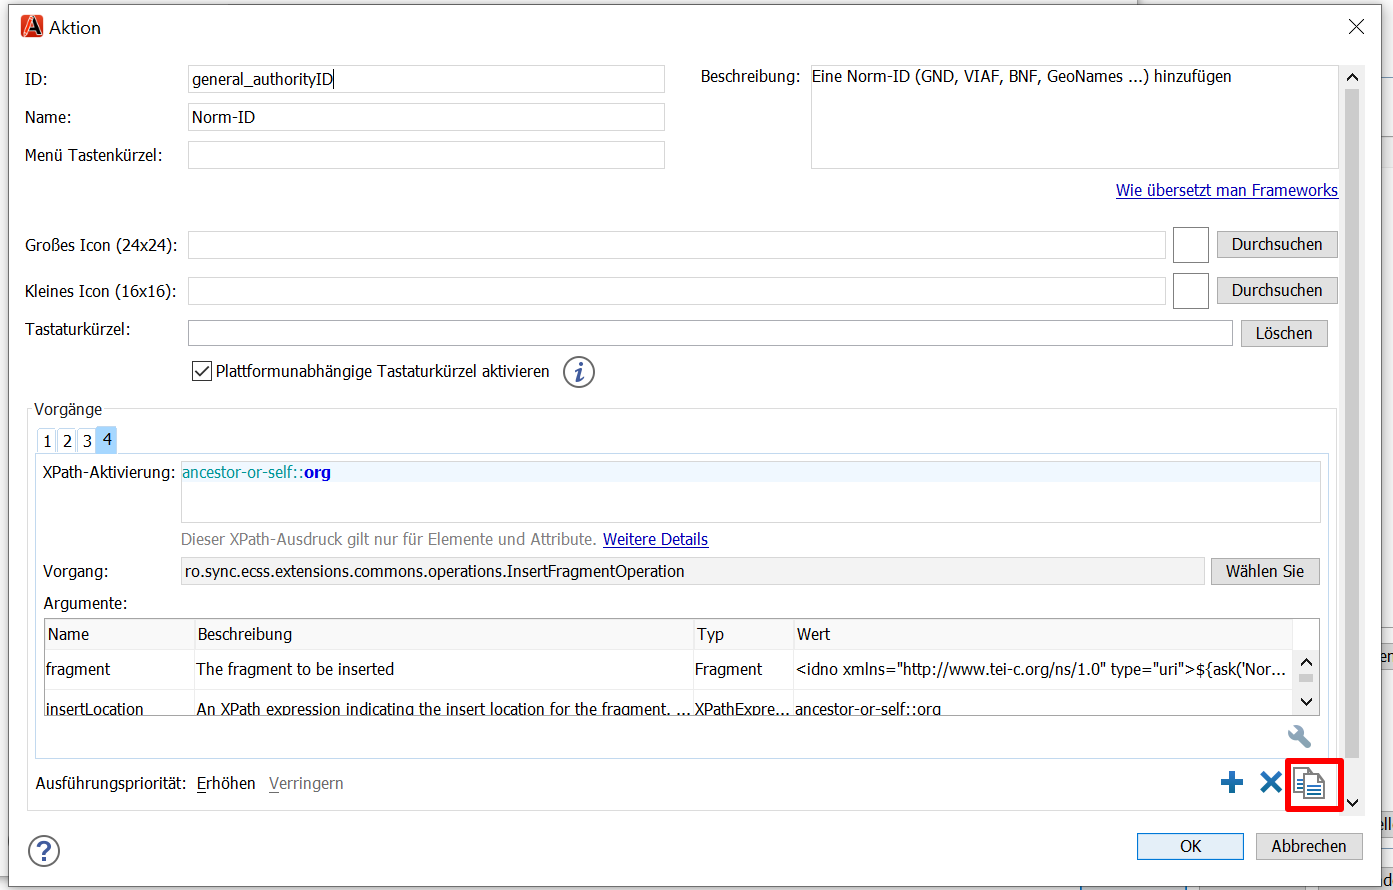 Aktion
ID: general_authorityID
Beschreibung: Eine Norm-ID (GND, VIAF, BNF, GeoNames ...) hinzufügen
Name: Norm-ID
Menü Tastenkürzel:
Wie übersetzt man Frameworks
Großes Icon (24x24): Durchsuchen
Kleines Icon (16x16): Durchsuchen
Tastaturkürzel: Löschen
Plattformunabhängige Tastaturkürzel aktivieren i
Vorgänge
1 2 3 4
XPath-Aktivierung: ancestor-or-self::org
Dieser XPath-Ausdruck gilt nur für Elemente und Attribute. Weitere Details
Vorgang: ro.sync.ecss.extensions.commons.operations.InsertFragmentOperation Wählen Sie
Argumente:
Name Beschreibung Typ Wert
fragment The fragment to be inserted Fragment <idno xmlns="http://www.tei-c.org/ns/1.0" type="uri">${ask('Nor...
insertLocation An XPath expression indicating the insert location for the fragment. ... XPathExpre... ancestor-or-self::org
Ausführungspriorität: Erhöhen Verringern
? OK Abbrechen